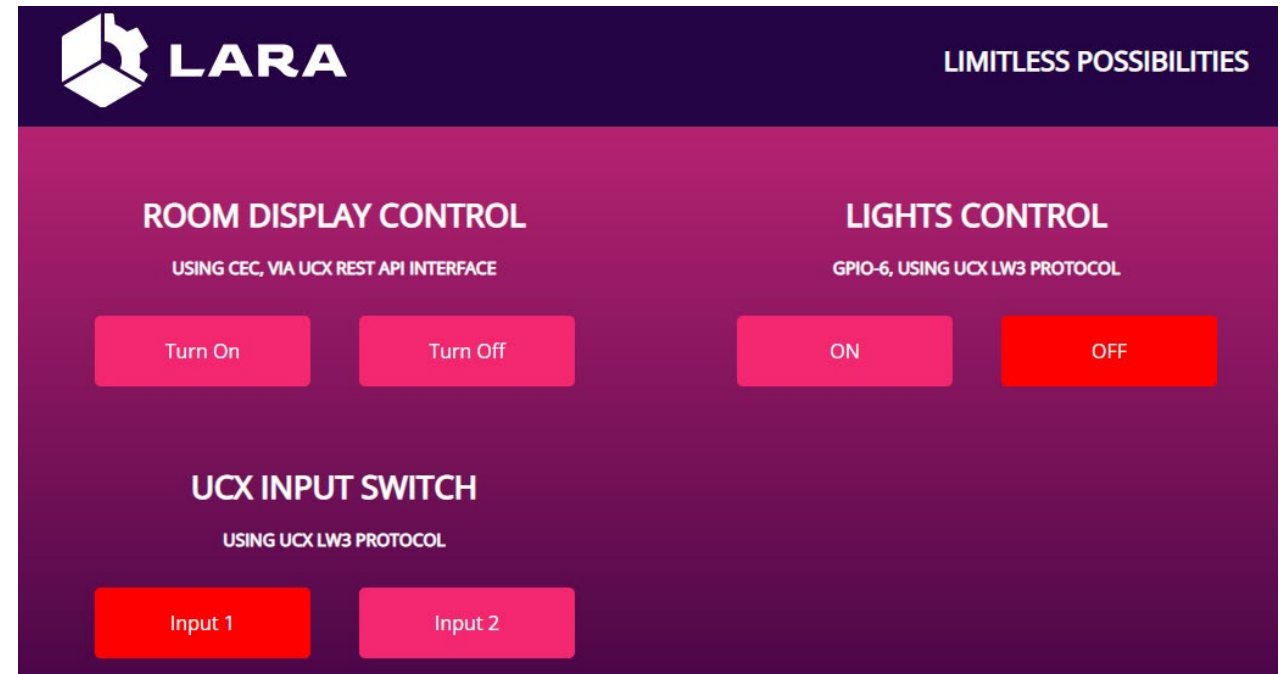 LARA
LIMITLESS POSSIBILITIES
ROOM DISPLAY CONTROL
USING CEC, VIA UCX REST API INTERFACE
Turn On
Turn Off
LIGHTS CONTROL
GPIO-6, USING UCX LW3 PROTOCOL
ON
OFF
UCX INPUT SWITCH
USING UCX LW3 PROTOCOL
Input 1
Input 2